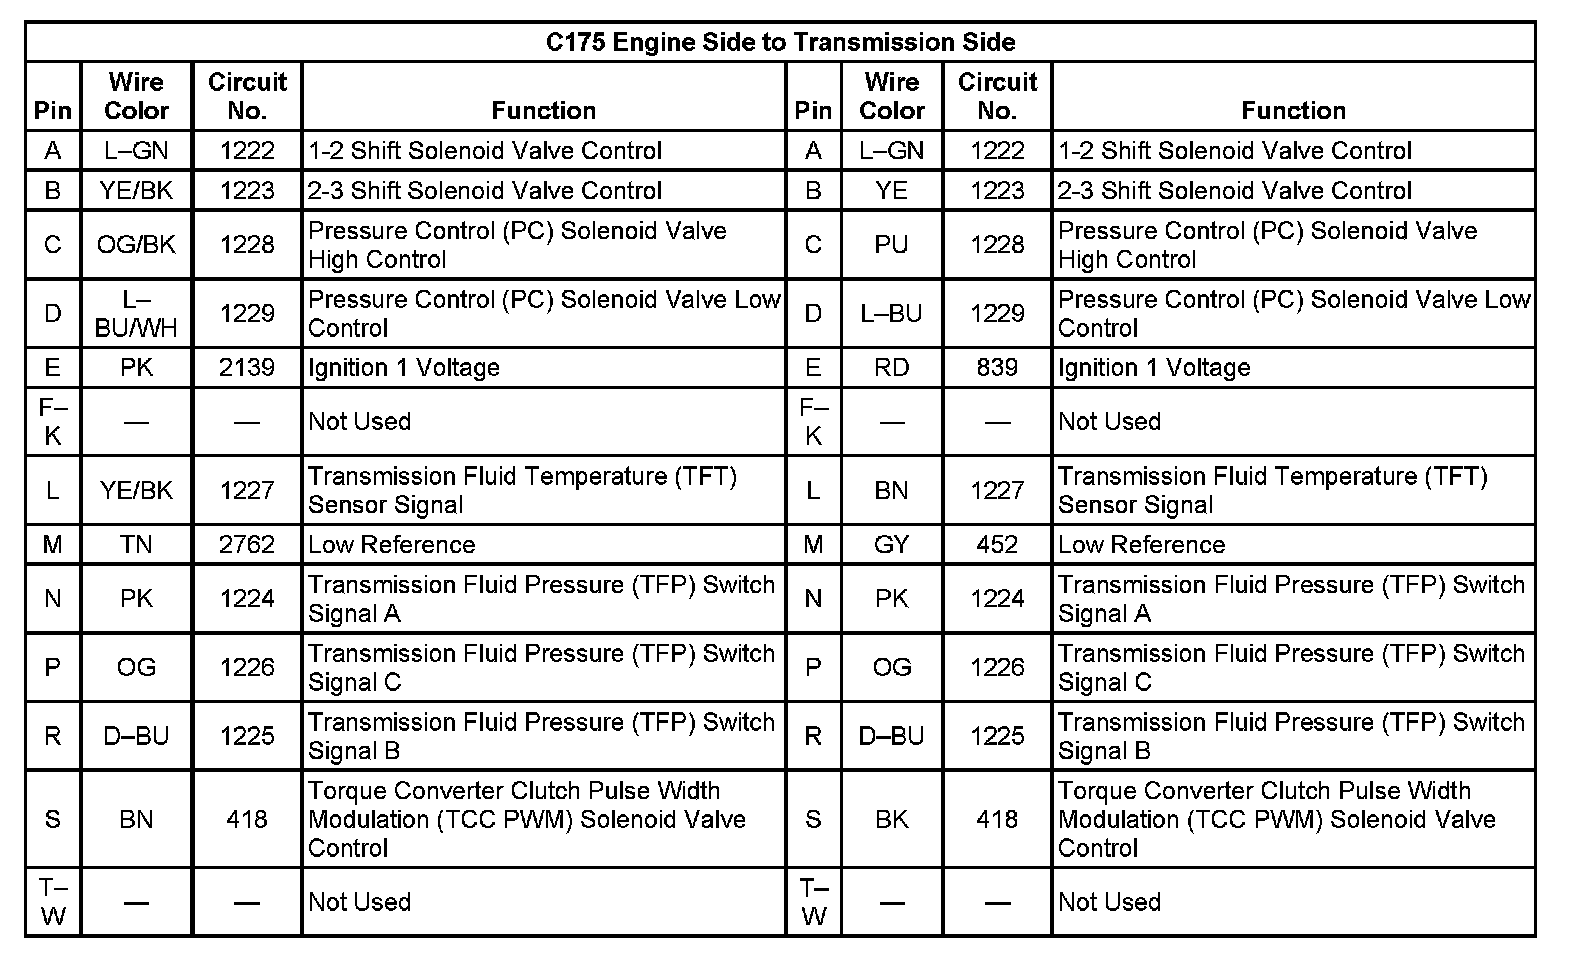 C175 Engine Side to Transmission Side
Pin Wire Color Circuit No. Function Pin Wire Color Circuit No. Function
A L–GN 1222 1-2 Shift Solenoid Valve Control A L–GN 1222 1-2 Shift Solenoid Valve Control
B YE/BK 1223 2-3 Shift Solenoid Valve Control B YE 1223 2-3 Shift Solenoid Valve Control
C OG/BK 1228 Pressure Control (PC) Solenoid Valve High Control C PU 1228 Pressure Control (PC) Solenoid Valve High Control
D L–BU/WH 1229 Pressure Control (PC) Solenoid Valve Low Control D L–BU 1229 Pressure Control (PC) Solenoid Valve Low Control
E PK 2139 Ignition 1 Voltage E RD 839 Ignition 1 Voltage
F–K — — Not Used F–K — — Not Used
L YE/BK 1227 Transmission Fluid Temperature (TFT) Sensor Signal L BN 1227 Transmission Fluid Temperature (TFT) Sensor Signal
M TN 2762 Low Reference M GY 452 Low Reference
N PK 1224 Transmission Fluid Pressure (TFP) Switch Signal A N PK 1224 Transmission Fluid Pressure (TFP) Switch Signal A
P OG 1226 Transmission Fluid Pressure (TFP) Switch Signal C P OG 1226 Transmission Fluid Pressure (TFP) Switch Signal C
R D–BU 1225 Transmission Fluid Pressure (TFP) Switch Signal B R D–BU 1225 Transmission Fluid Pressure (TFP) Switch Signal B
S BN 418 Torque Converter Clutch Pulse Width Modulation (TCC PWM) Solenoid Valve Control S BK 418 Torque Converter Clutch Pulse Width Modulation (TCC PWM) Solenoid Valve Control
T–W — — Not Used T–W — — Not Used